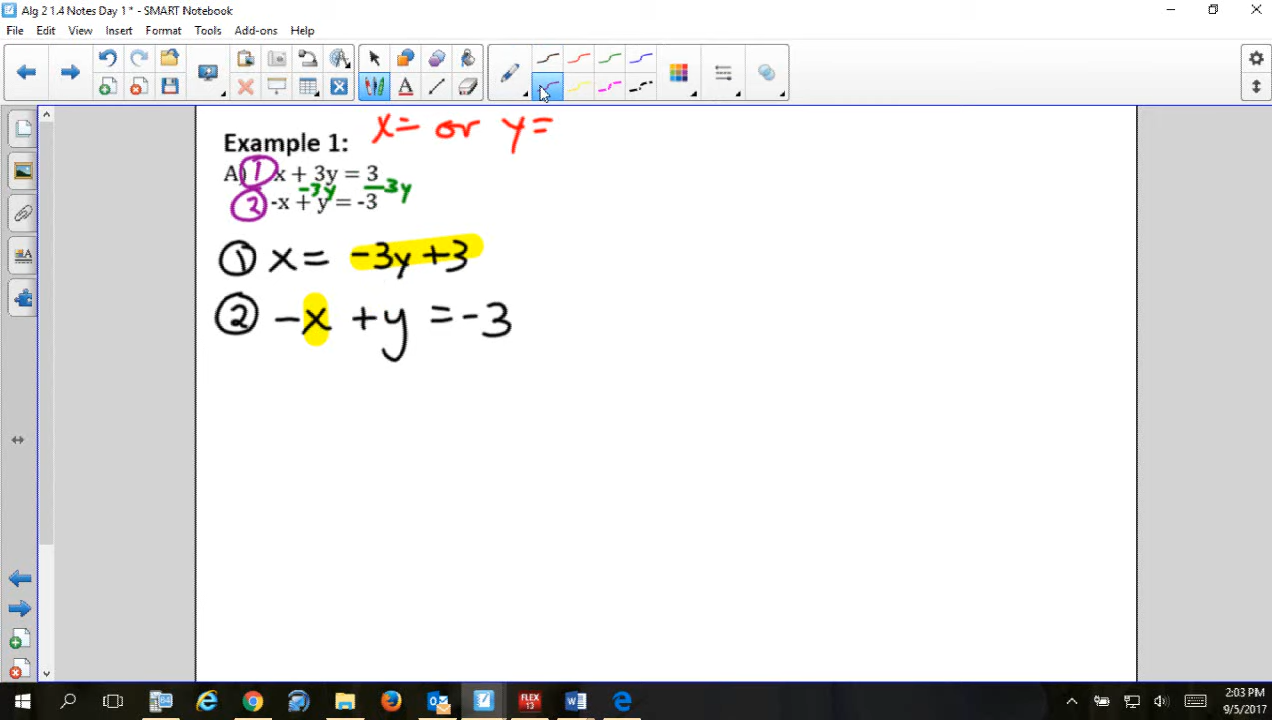 Alg 2 1.4 Notes Day 1 * - SMART Notebook
File Edit View Insert Format Tools Add-ons Help
Example 1: x= or y=
A) ① x + 3y = 3
-3y -3y
② -x + y = -3
① x = -3y +3
② -x +y = -3
FLEX 13
2:03 PM
9/5/2017